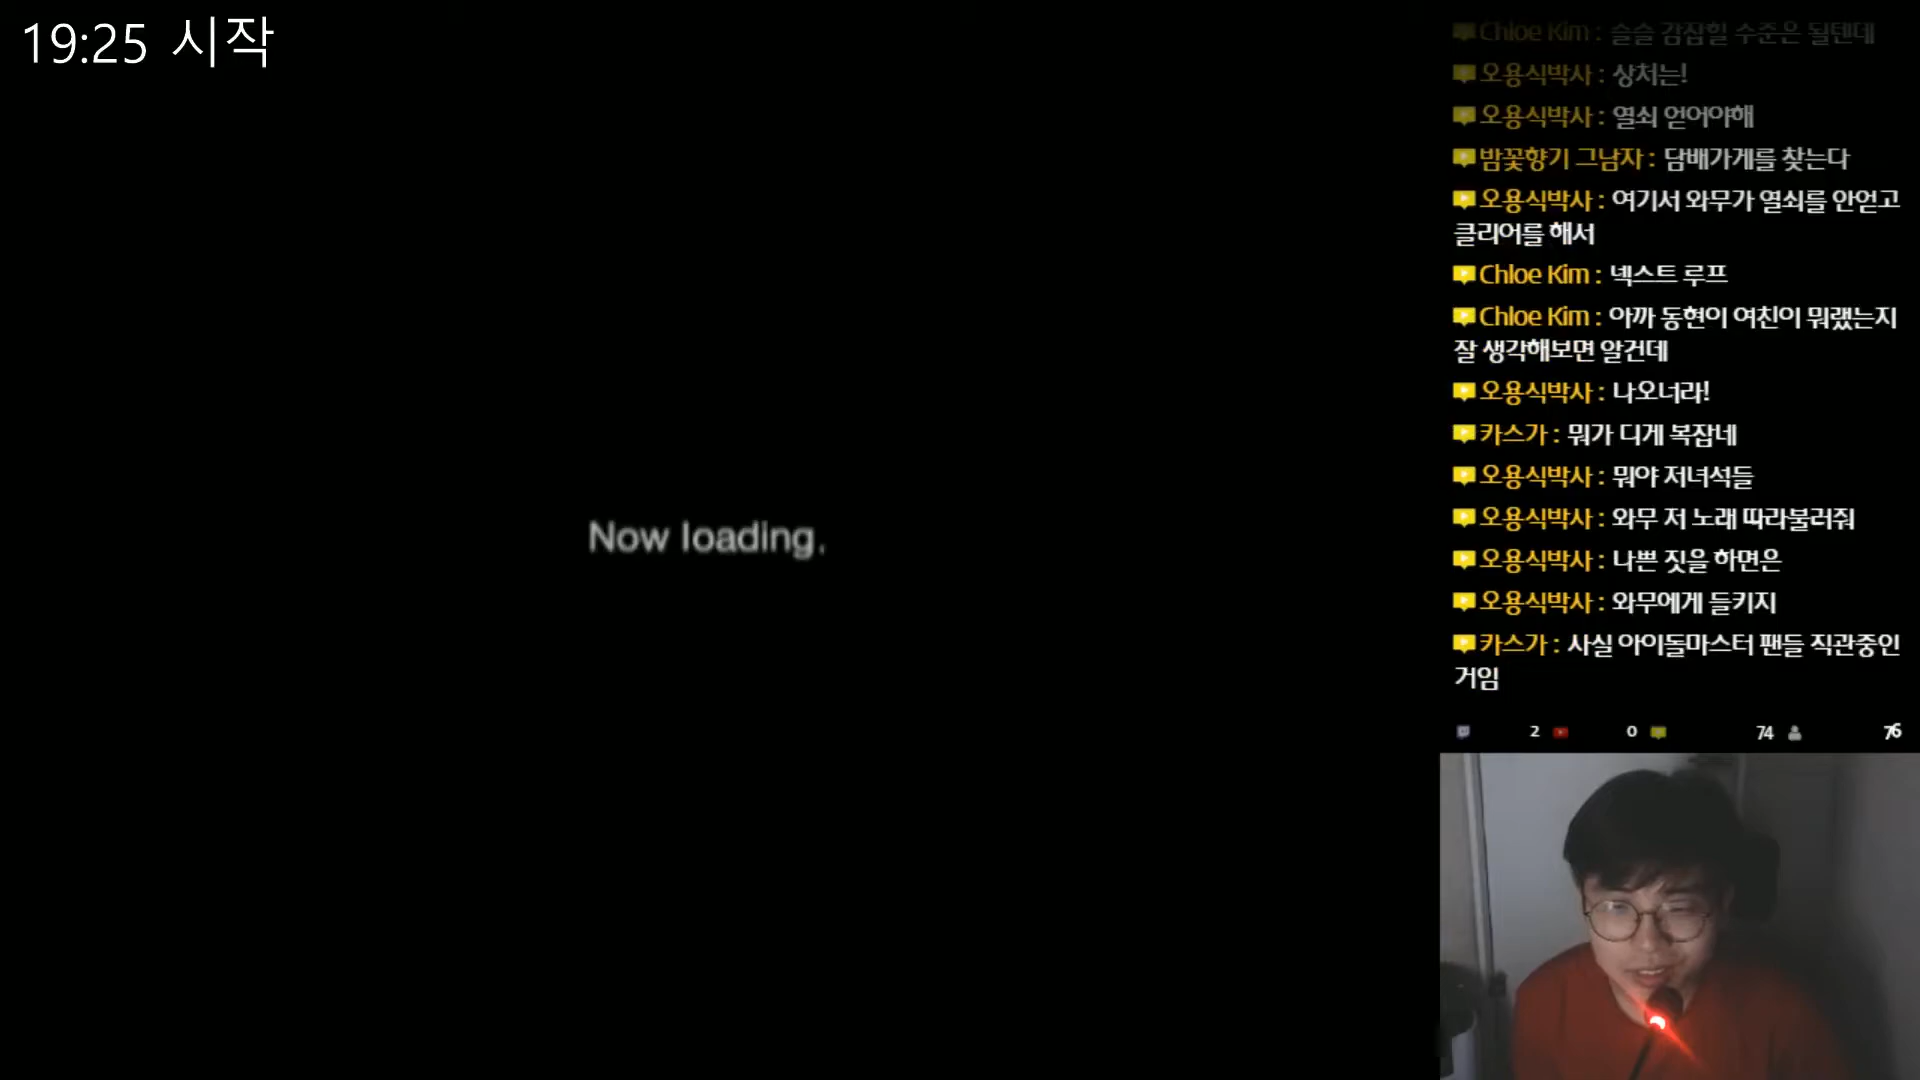 19:25 시작
Now loading.
Chloe Kim : 슬슬 감잡힐 수준은 될텐데
오용식박사 : 상처는!
오용식박사 : 열쇠 얻어야해
밤꽃향기 그남자 : 담배가게를 찾는다
오용식박사 : 여기서 와무가 열쇠를 안얻고
클리어를 해서
Chloe Kim : 넥스트 루프
Chloe Kim : 아까 동현이 여친이 뭐랬는지
잘 생각해보면 알건데
오용식박사 : 나오너라!
카스가 : 뭐가 디게 복잡네
오용식박사 : 뭐야 저녀석들
오용식박사 : 와무 저 노래 따라불러줘
오용식박사 : 나쁜 짓을 하면은
오용식박사 : 와무에게 들키지
카스가 : 사실 아이돌마스터 팬들 직관중인
거임
2 0 74 76